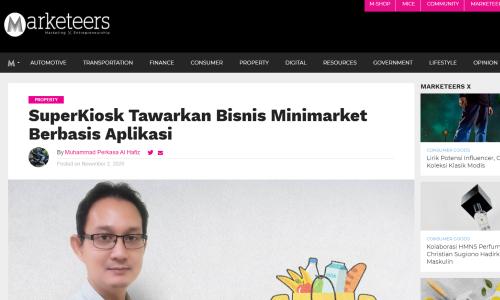 M-SHOP MICE COMMUNITY MARKETEE
Marketeers
Marketing X Entrepreneurship
M AUTOMOTIVE TRANSPORTATION FINANCE CONSUMER PROPERTY DIGITAL RESOURCES GOVERNMENT LIFESTYLE OPINION
PROPERTY
SuperKiosk Tawarkan Bisnis Minimarket
Berbasis Aplikasi
By Muhammad Perkasa Al Hafiz
Posted on November 2, 2020
MARKETEERS X
CONSUMER GOODS
Lirik Potensi Influencer, C
Koleksi Klasik Modis
CONSUMER GOODS
Kolaborasi HMNS Perfum
Christian Sugiono Hadirk
Maskulin